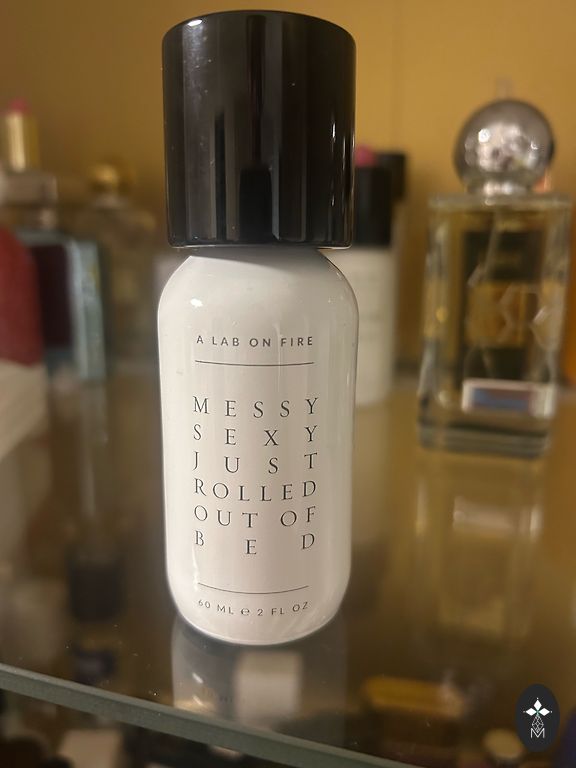 A LAB ON FIRE
MESSY
SEXY
JUST
ROLLED
OUT OF
BED
60 ML ℮ 2 FL OZ